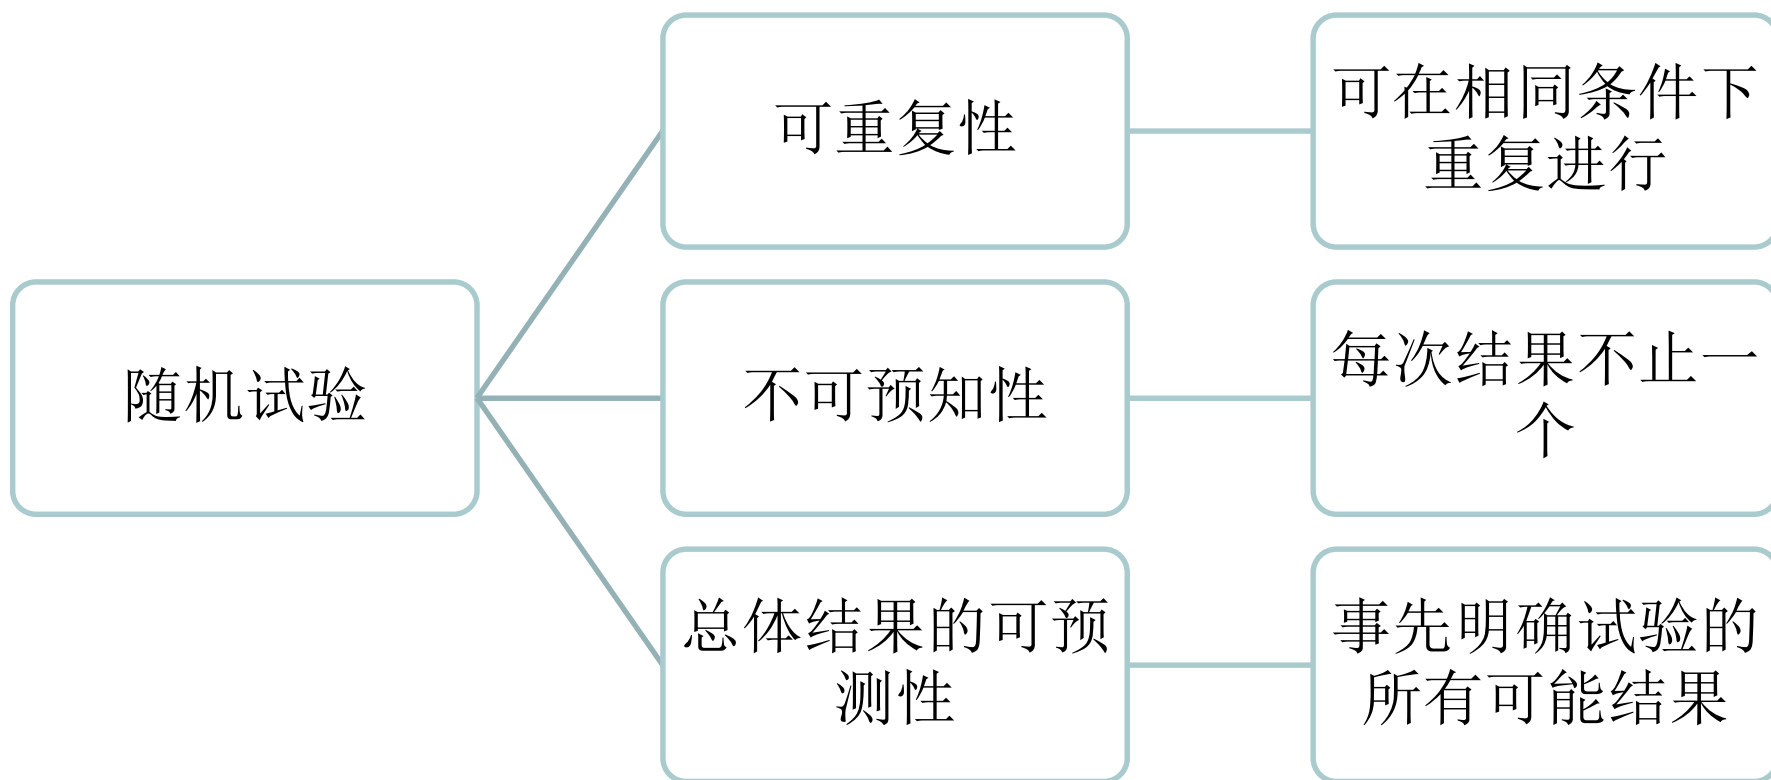 随机试验
可重复性
可在相同条件下
重复进行
不可预知性
每次结果不止一
个
总体结果的可预
测性
事先明确试验的
所有可能结果